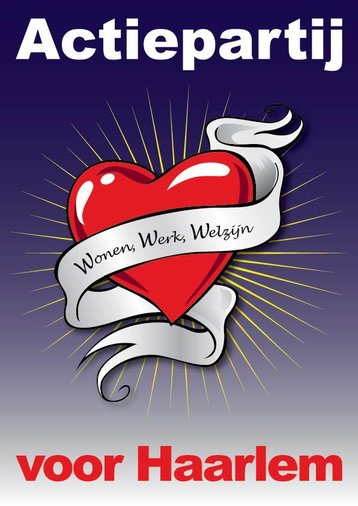 Actiepartij
Wonen, Werk, Welzijn
voor Haarlem